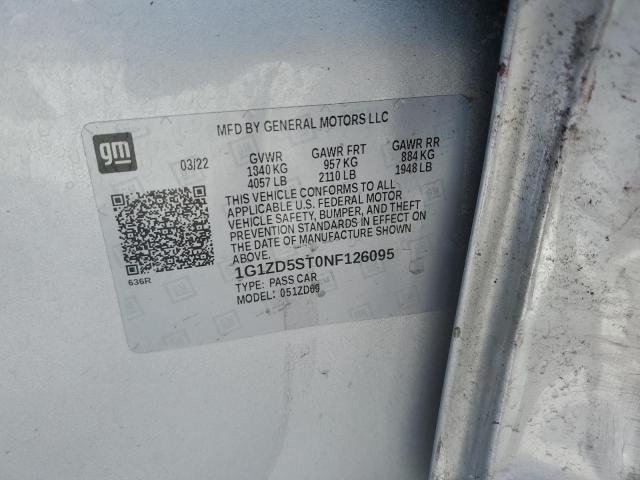 MFD BY GENERAL MOTORS LLC
gm
03/22 GVWR GAWR FRT GAWR RR
1340 KG 957 KG 884 KG
4057 LB 2110 LB 1948 LB
THIS VEHICLE CONFORMS TO ALL
APPLICABLE U.S. FEDERAL MOTOR
VEHICLE SAFETY, BUMPER, AND THEFT
PREVENTION STANDARDS IN EFFECT ON
THE DATE OF MANUFACTURE SHOWN
ABOVE.
1G1ZD5ST0NF126095
636R
TYPE: PASS CAR
MODEL: 051ZD69